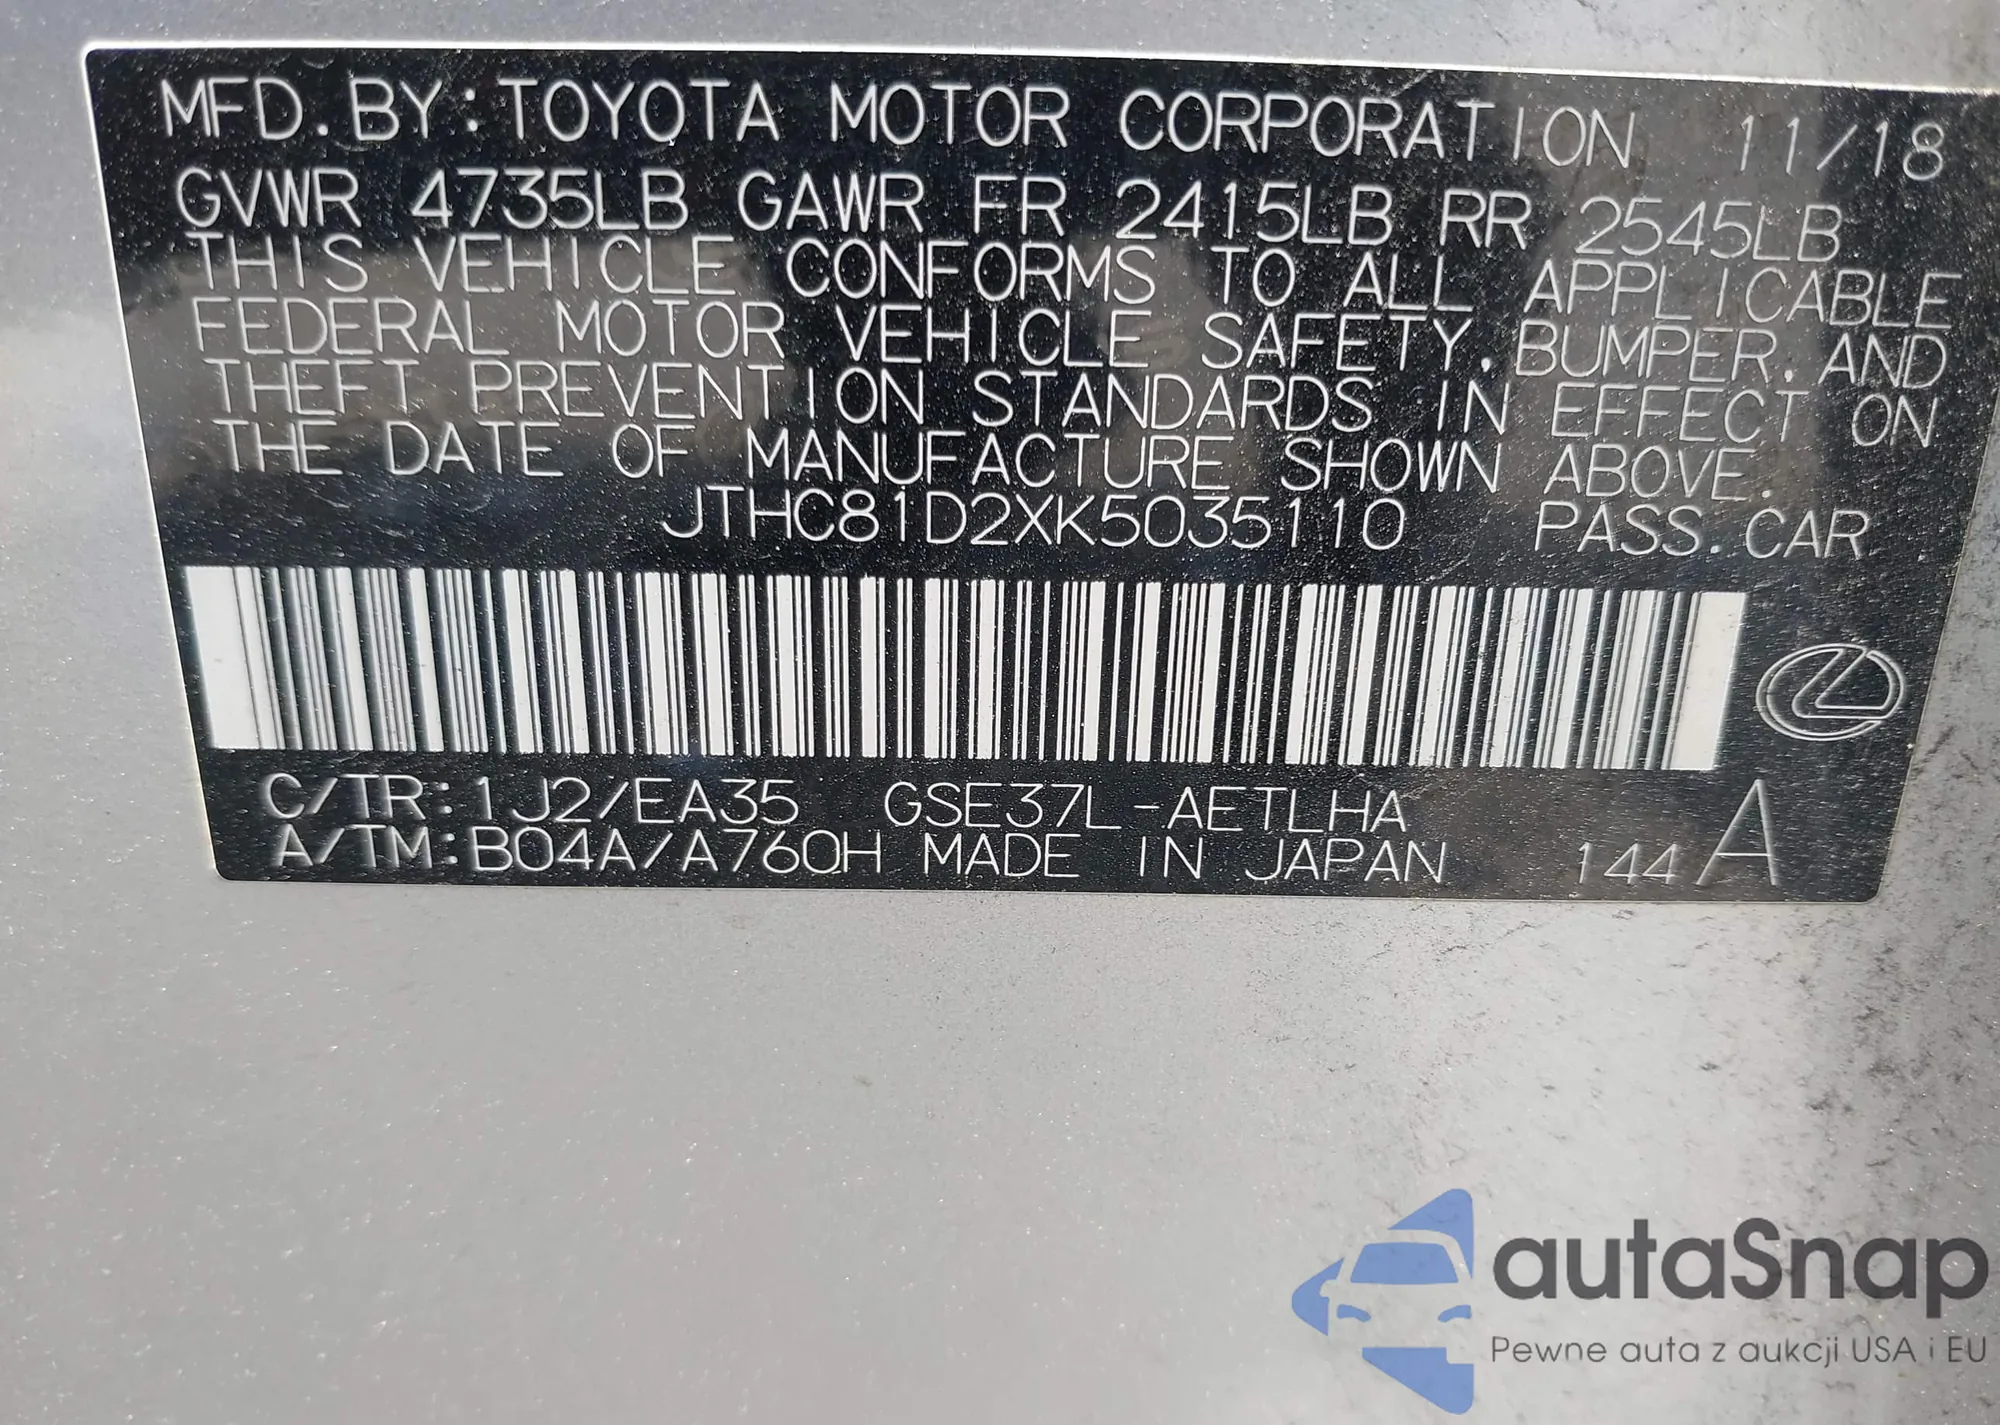 MFD. BY: TOYOTA MOTOR CORPORATION 11/18
GVWR 4735LB GAWR FR 2415LB RR 2545LB
THIS VEHICLE CONFORMS TO ALL APPLICABLE
FEDERAL MOTOR VEHICLE SAFETY, BUMPER, AND
THEFT PREVENTION STANDARDS IN EFFECT ON
THE DATE OF MANUFACTURE SHOWN ABOVE.
JTHC81D2XK5035110 PASS. CAR
C/TR: 1J2/EA35 GSE37L-AETLHA
A/TM: B04A/A760H MADE IN JAPAN 144 A
autaSnap
Pewne auta z aukcji USA i EU